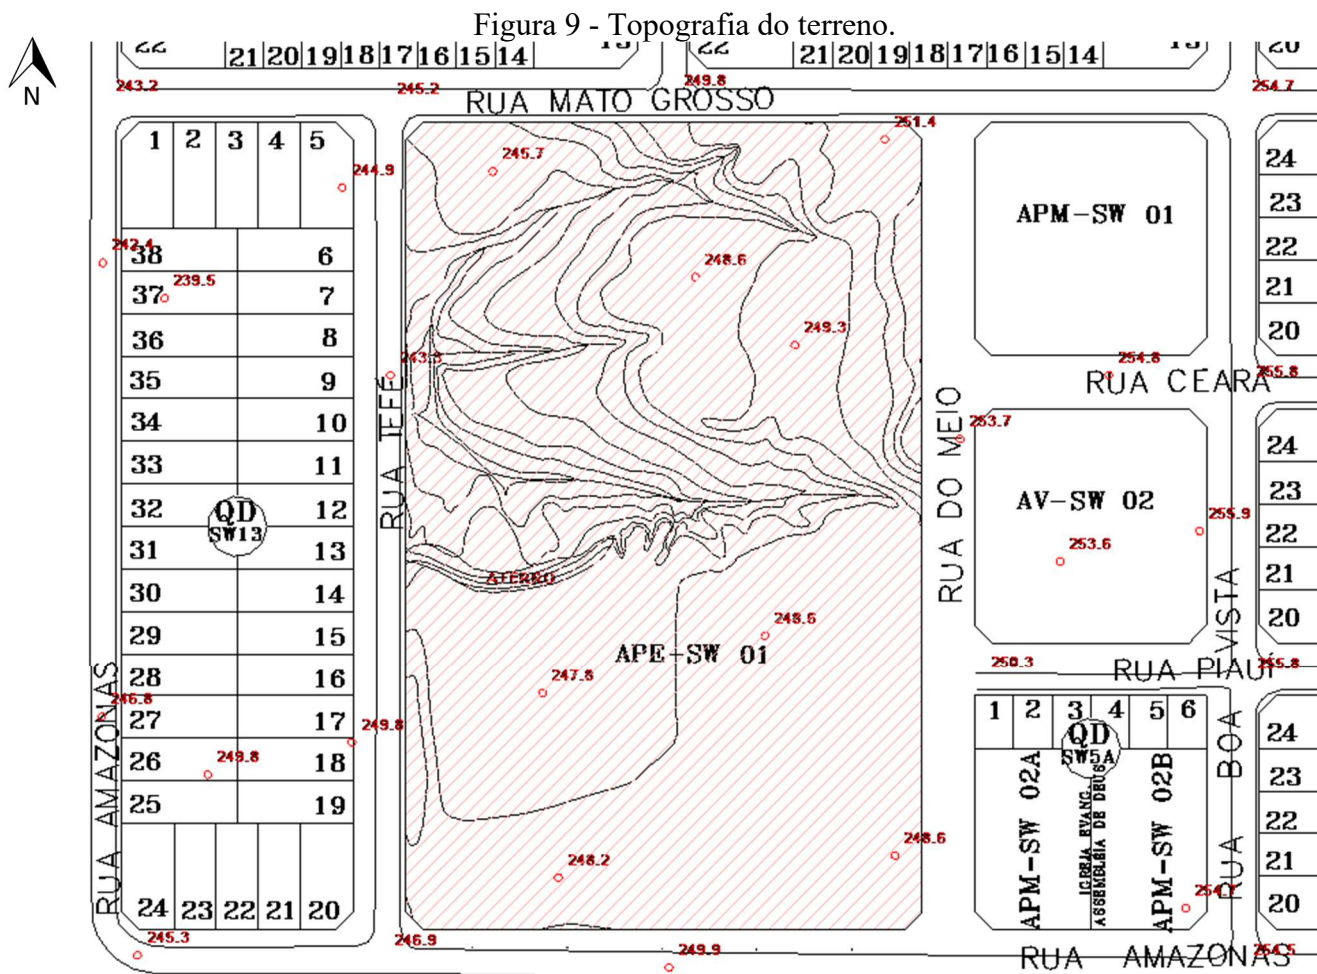 Figura 9 - Topografia do terreno.
22 21 20 19 18 17 16 15 14
22 21 20 19 18 17 16 15 14
20
243.2 245.2 249.8 254.7
RUA MATO GROSSO
N
1 2 3 4 5
244.9
245.7
251.4
24
23
22
21
20
APM-SW 01
242.4
38 6
239.5
37 7
36 8
35 9
34 10
33 11
32 12
31 13
30 14
29 15
28 16
27 17
26 18
25 19
24 23 22 21 20
QD
SW13
248.6
249.3
RUA TEFÉ
254.8
RUA CEARÁ
255.8
RUA DO MEIO
253.7
AV-SW 02
255.9
253.6
24
23
22
21
20
ATERRO
248.6
APE-SW 01
247.8
250.3
RUA PIAUÍ
255.8
RUA BOA VISTA
1 2 3 4 5 6
QD
SW5A
APM-SW 02A
IGREJA EVANG.
ASSEMBLEIA DE DEUS
APM-SW 02B
24
23
22
21
20
RUA AMAZONAS
246.8
249.8
249.8
248.2
248.6
245.3
246.9
249.9
RUA AMAZONAS